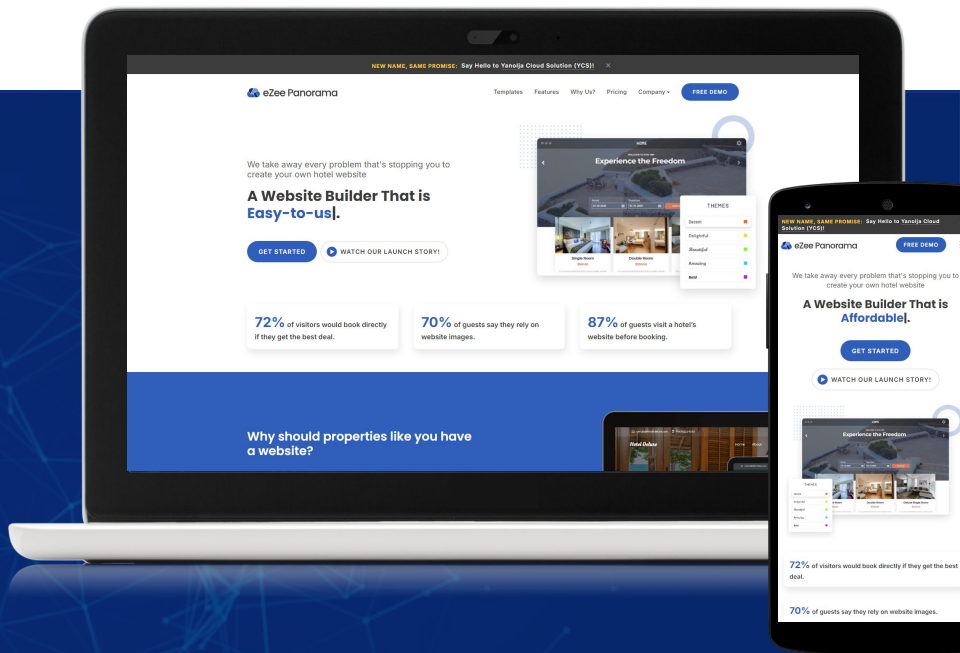 NEW NAME, SAME PROMISE: Say Hello to Yanolja Cloud Solution (YCS)! ×
eZee Panorama
Templates Features Why Us? Pricing Company FREE DEMO
We take away every problem that's stopping you to
create your own hotel website
A Website Builder That is
Easy-to-us|.
GET STARTED
WATCH OUR LAUNCH STORY!
HOME
Experience the Freedom
THEMES
Decent
Delightful
Beautiful
Amazing
Bold
Single Room
Double Room
72% of visitors would book directly
if they get the best deal.
70% of guests say they rely on
website images.
87% of guests visit a hotel's
website before booking.
Why should properties like you have
a website?
Hotel Deluxe
Home About
NEW NAME, SAME PROMISE: Say Hello to Yanolja Cloud
Solution (YCS)!
eZee Panorama
FREE DEMO
We take away every problem that's stopping you to
create your own hotel website
A Website Builder That is
Affordable|.
GET STARTED
WATCH OUR LAUNCH STORY!
Experience the Freedom
THEMES
72% of visitors would book directly if they get the best
deal.
70% of guests say they rely on website images.